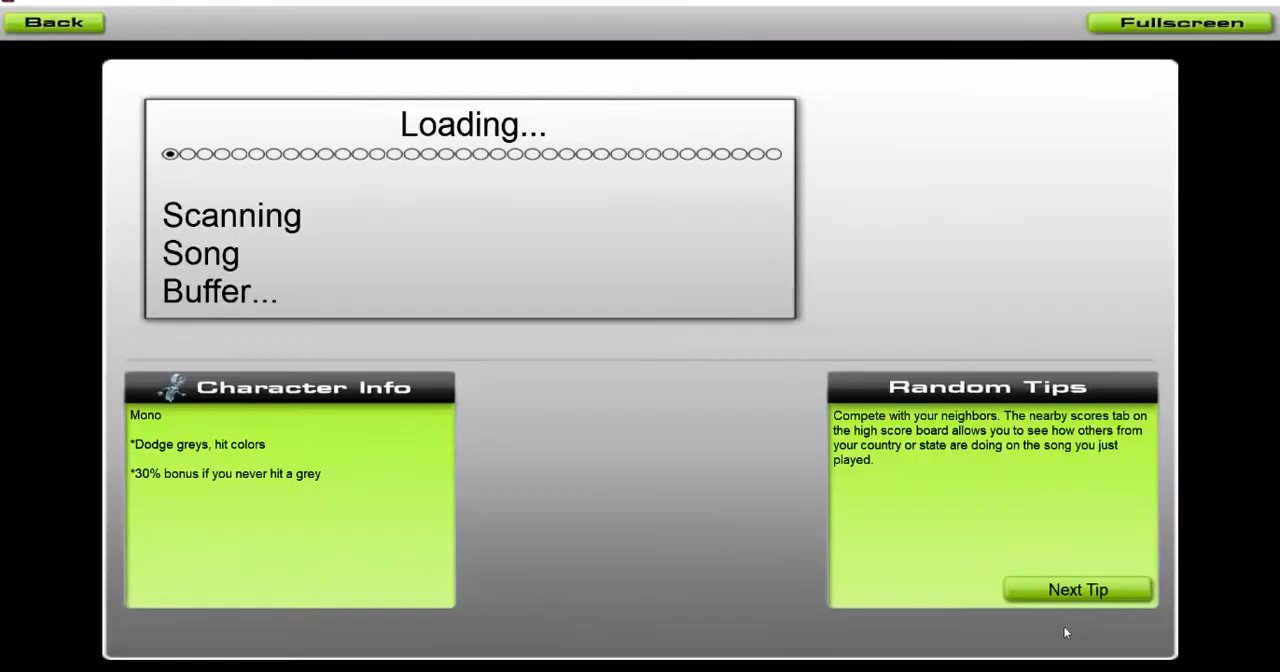 Back
Fullscreen
Loading...
Scanning
Song
Buffer...
Character Info
Mono
*Dodge greys, hit colors
*30% bonus if you never hit a grey
Random Tips
Compete with your neighbors. The nearby scores tab on
the high score board allows you to see how others from
your country or state are doing on the song you just
played.
Next Tip